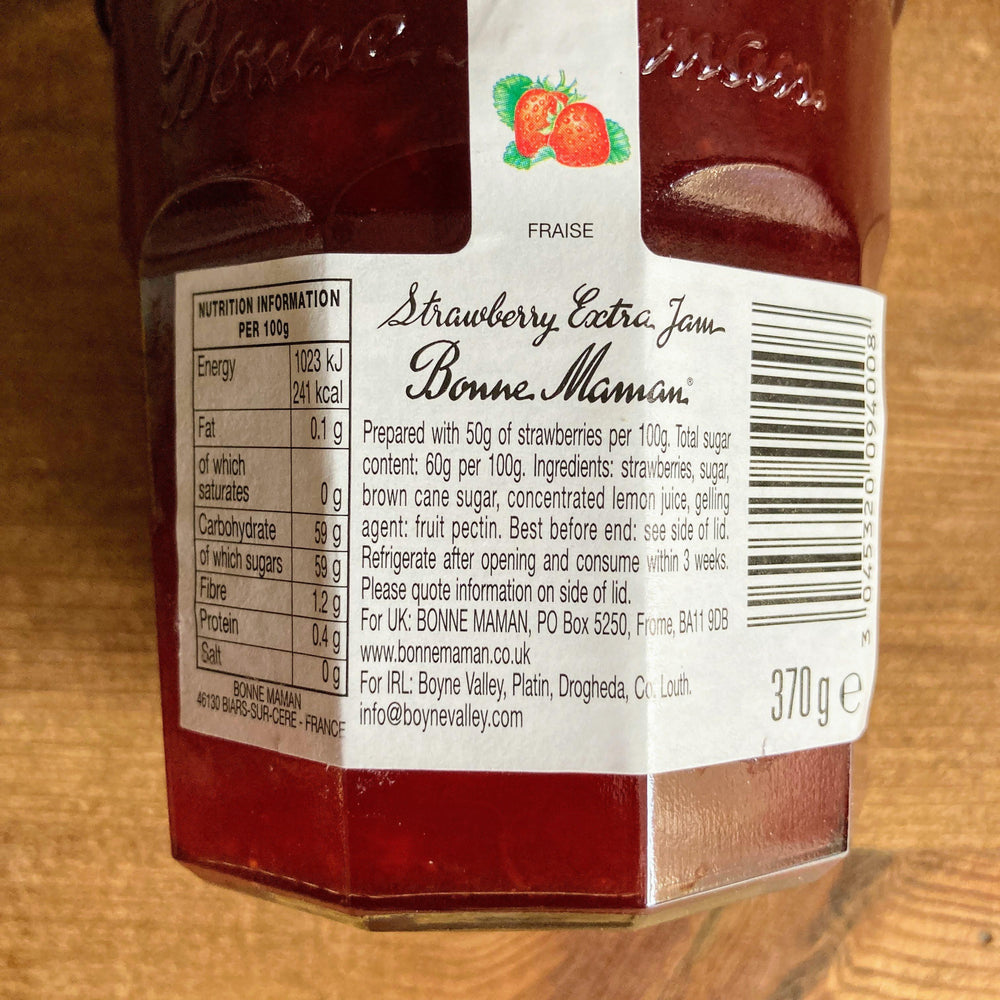 Bonne Maman
FRAISE
NUTRITION INFORMATION
PER 100g
Energy 1023 kJ
241 kcal
Fat 0.1 g
of which
saturates 0 g
Carbohydrate 59 g
of which sugars 59 g
Fibre 1.2 g
Protein 0.4 g
Salt 0 g
BONNE MAMAN
46130 BIARS-SUR-CERE - FRANCE
Strawberry Extra Jam
Bonne Maman®
Prepared with 50g of strawberries per 100g. Total sugar
content: 60g per 100g. Ingredients: strawberries, sugar,
brown cane sugar, concentrated lemon juice, gelling
agent: fruit pectin. Best before end: see side of lid.
Refrigerate after opening and consume within 3 weeks.
Please quote information on side of lid.
For UK: BONNE MAMAN, PO Box 5250, Frome, BA11 9DB
www.bonnemaman.co.uk
For IRL: Boyne Valley, Platin, Drogheda, Co. Louth.
info@boynevalley.com
3 045320 094008
370 g e